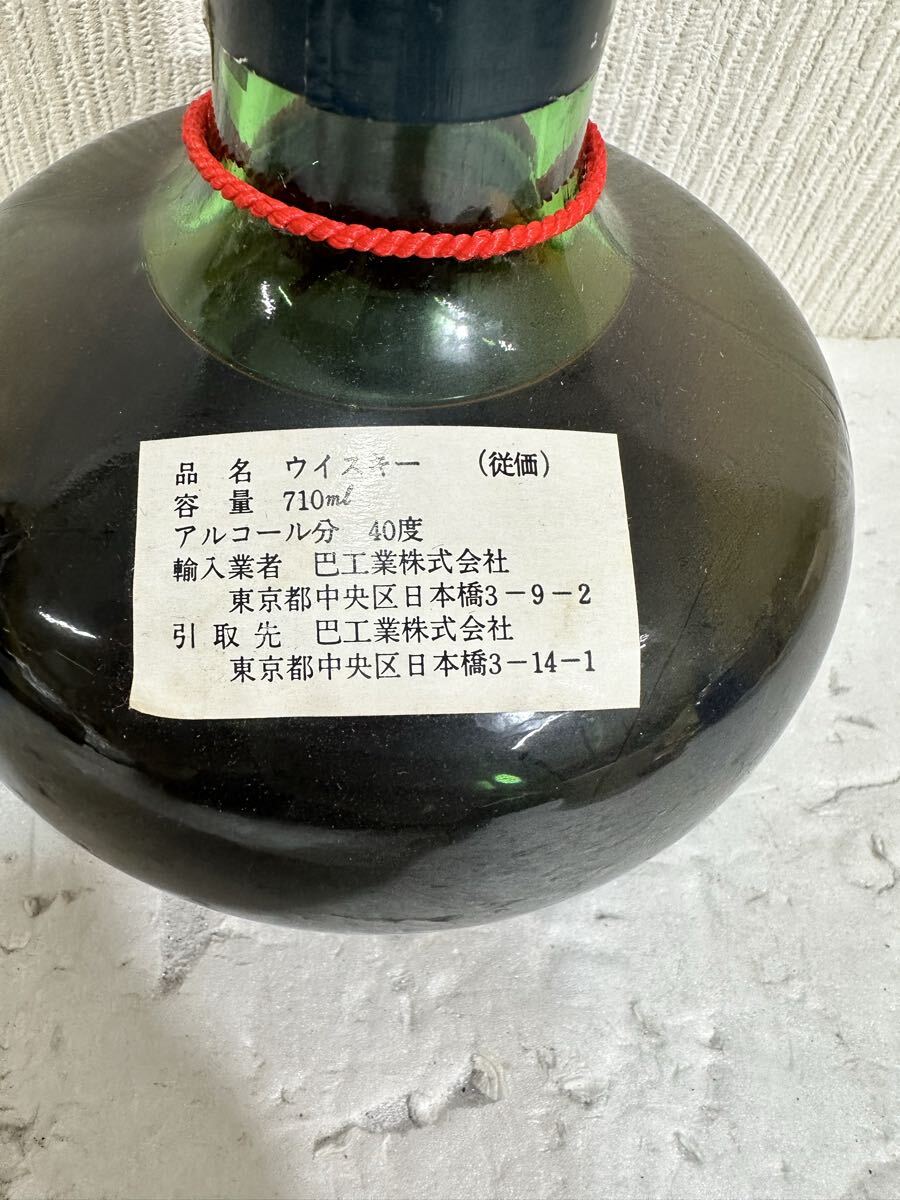 品名 ウイスキー (従価)
容量 710ml
アルコール分 40度
輸入業者 巴工業株式会社
東京都中央区日本橋3-9-2
引取先 巴工業株式会社
東京都中央区日本橋3-14-1